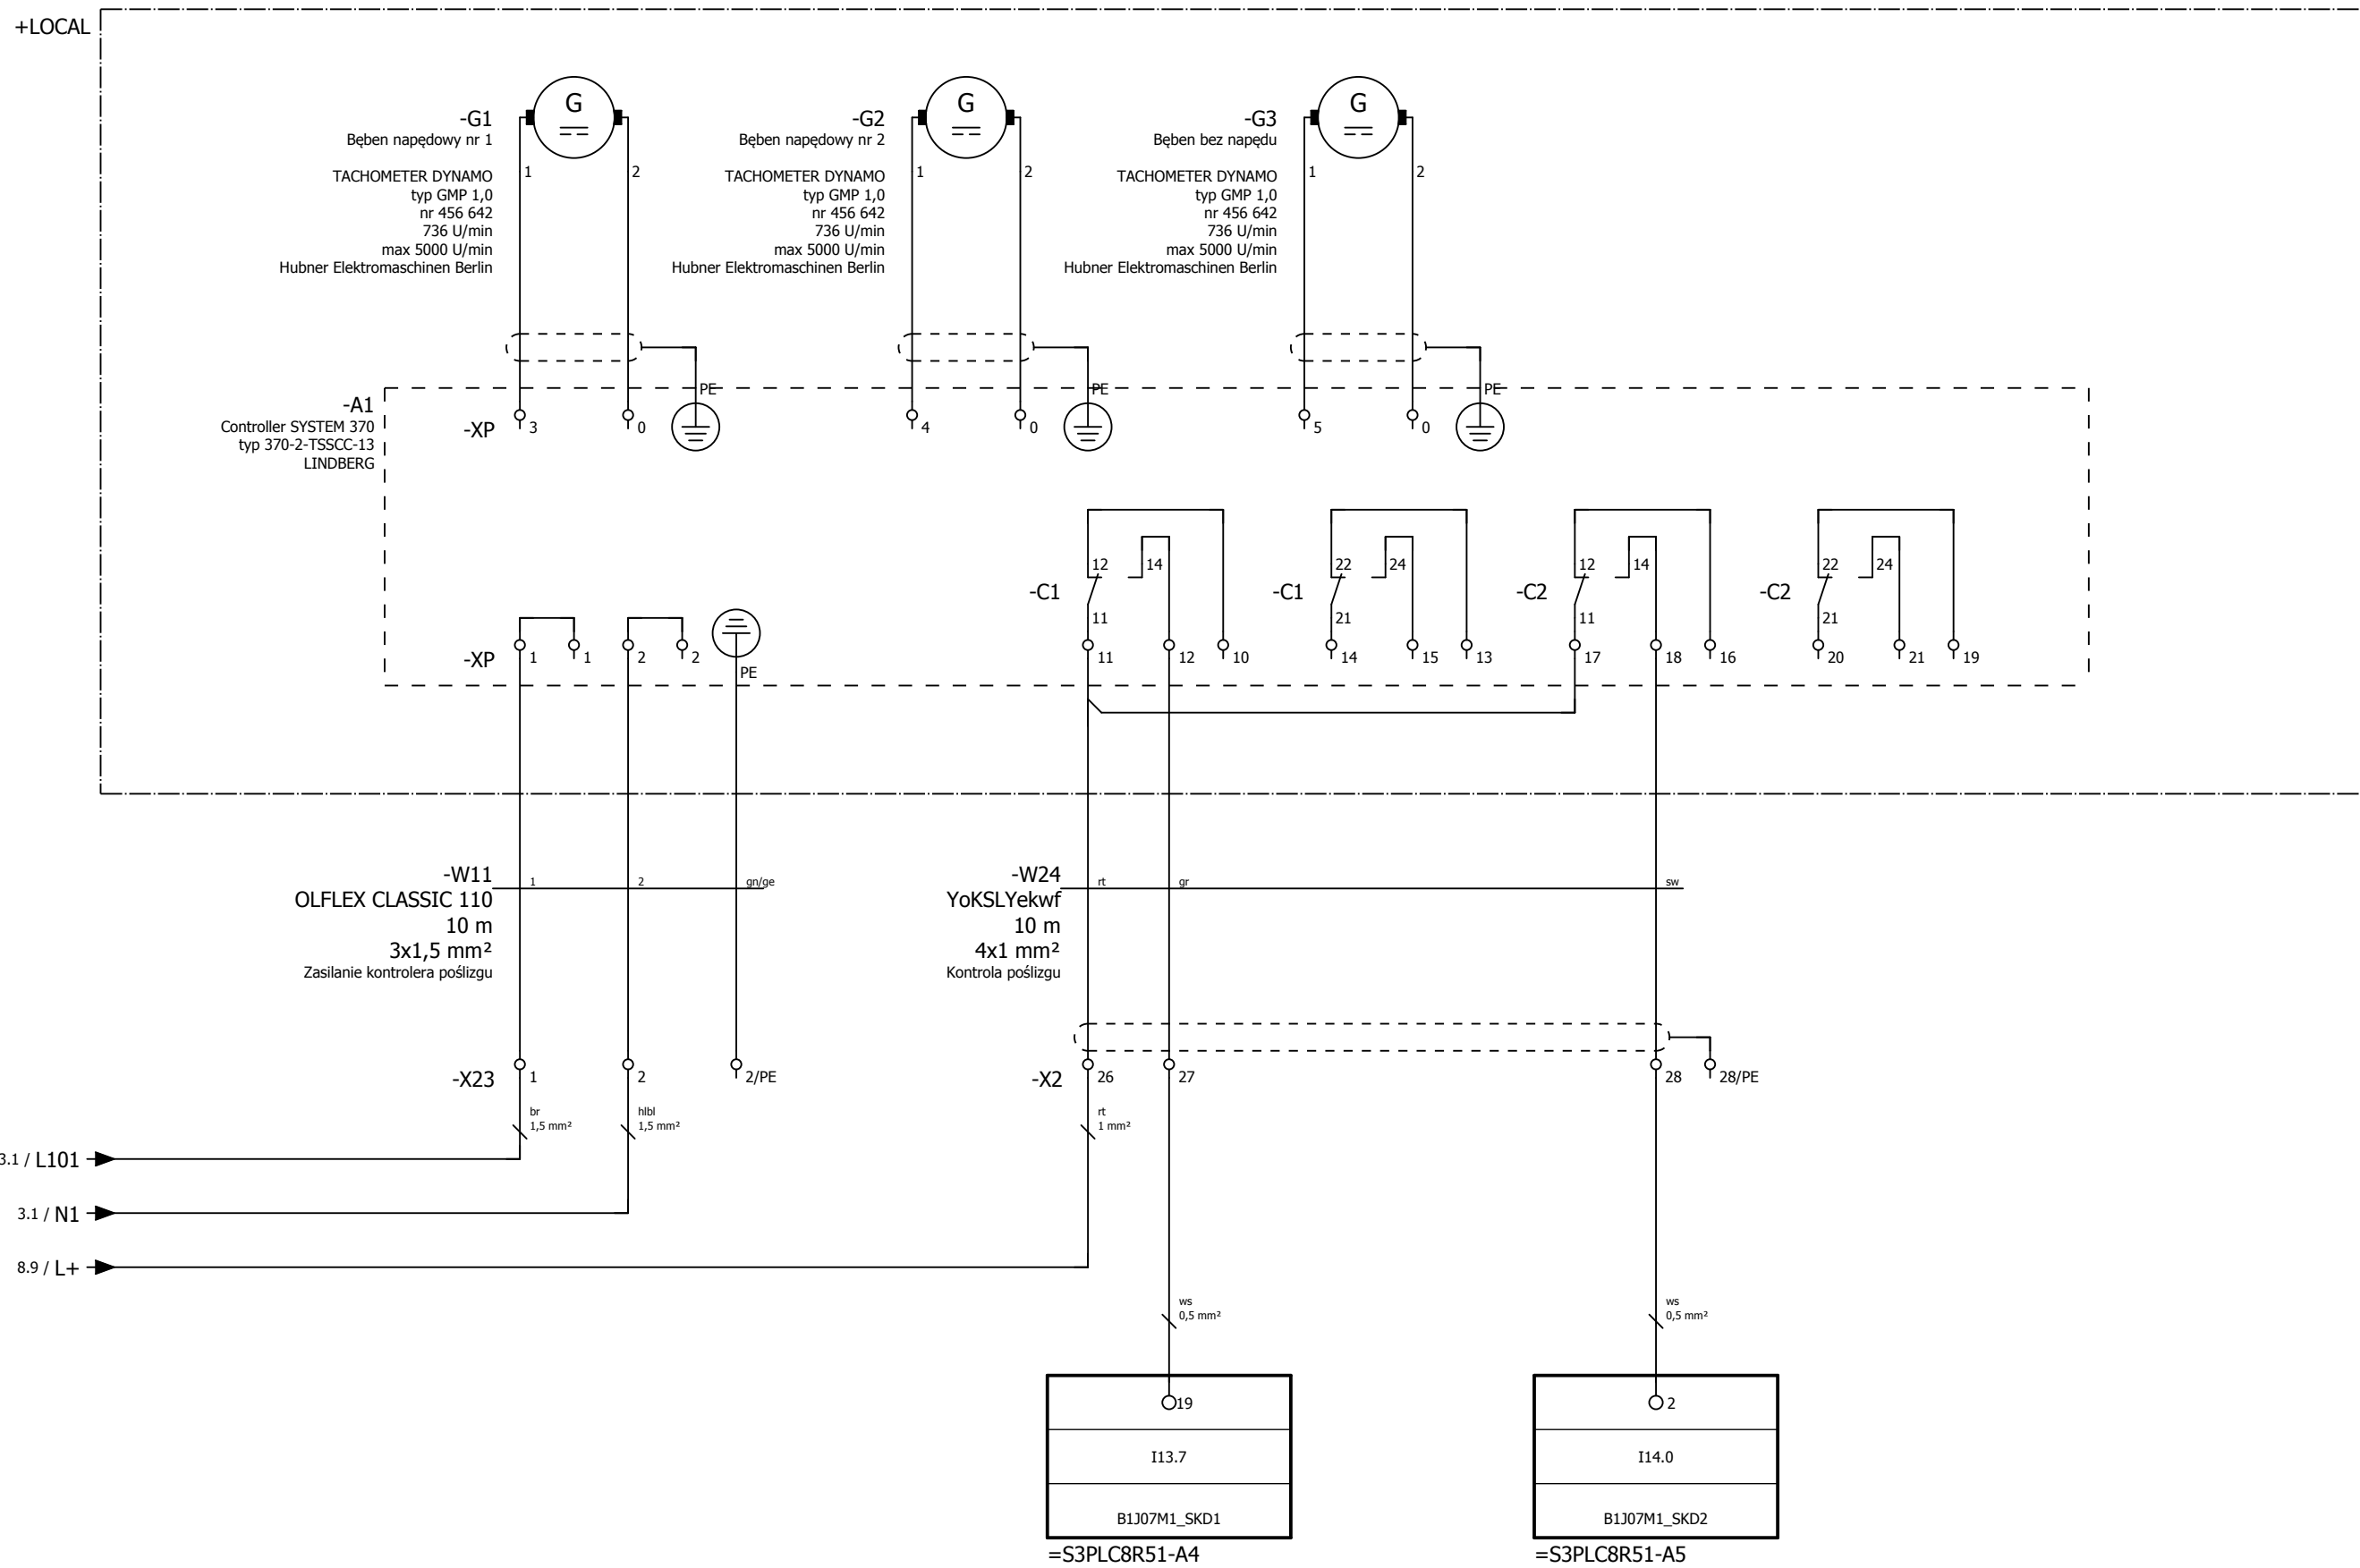 +LOCAL
G
G
G
-G1
Bęben napędowy nr 1
TACHOMETER DYNAMO
typ GMP 1,0
nr 456 642
736 U/min
max 5000 U/min
Hubner Elektromaschinen Berlin
1
2
-G2
Bęben napędowy nr 2
TACHOMETER DYNAMO
typ GMP 1,0
nr 456 642
736 U/min
max 5000 U/min
Hubner Elektromaschinen Berlin
1
2
-G3
Bęben bez napędu
TACHOMETER DYNAMO
typ GMP 1,0
nr 456 642
736 U/min
max 5000 U/min
Hubner Elektromaschinen Berlin
1
2
-A1
Controller SYSTEM 370
typ 370-2-TSSCC-13
LINDBERG
PE
PE
PE
-XP
3
0
4
0
5
0
12
14
22
24
12
14
22
24
-C1
-C1
-C2
-C2
11
21
11
21
-XP
1
1
2
2
PE
11
12
10
14
15
13
17
18
16
20
21
19
-W11
OLFLEX CLASSIC 110
10 m
3x1,5 mm²
Zasilanie kontrolera poślizgu
1
2
gn/ge
-W24
YoKSLYekwf
10 m
4x1 mm²
Kontrola poślizgu
rt
gr
sw
-X23
1
2
2/PE
-X2
26
27
28
28/PE
br
1,5 mm²
hlbl
1,5 mm²
rt
1 mm²
3.1 / L101
3.1 / N1
8.9 / L+
ws
0,5 mm²
ws
0,5 mm²
19
I13.7
B1J07M1_SKD1
=S3PLC8R51-A4
2
I14.0
B1J07M1_SKD2
=S3PLC8R51-A5